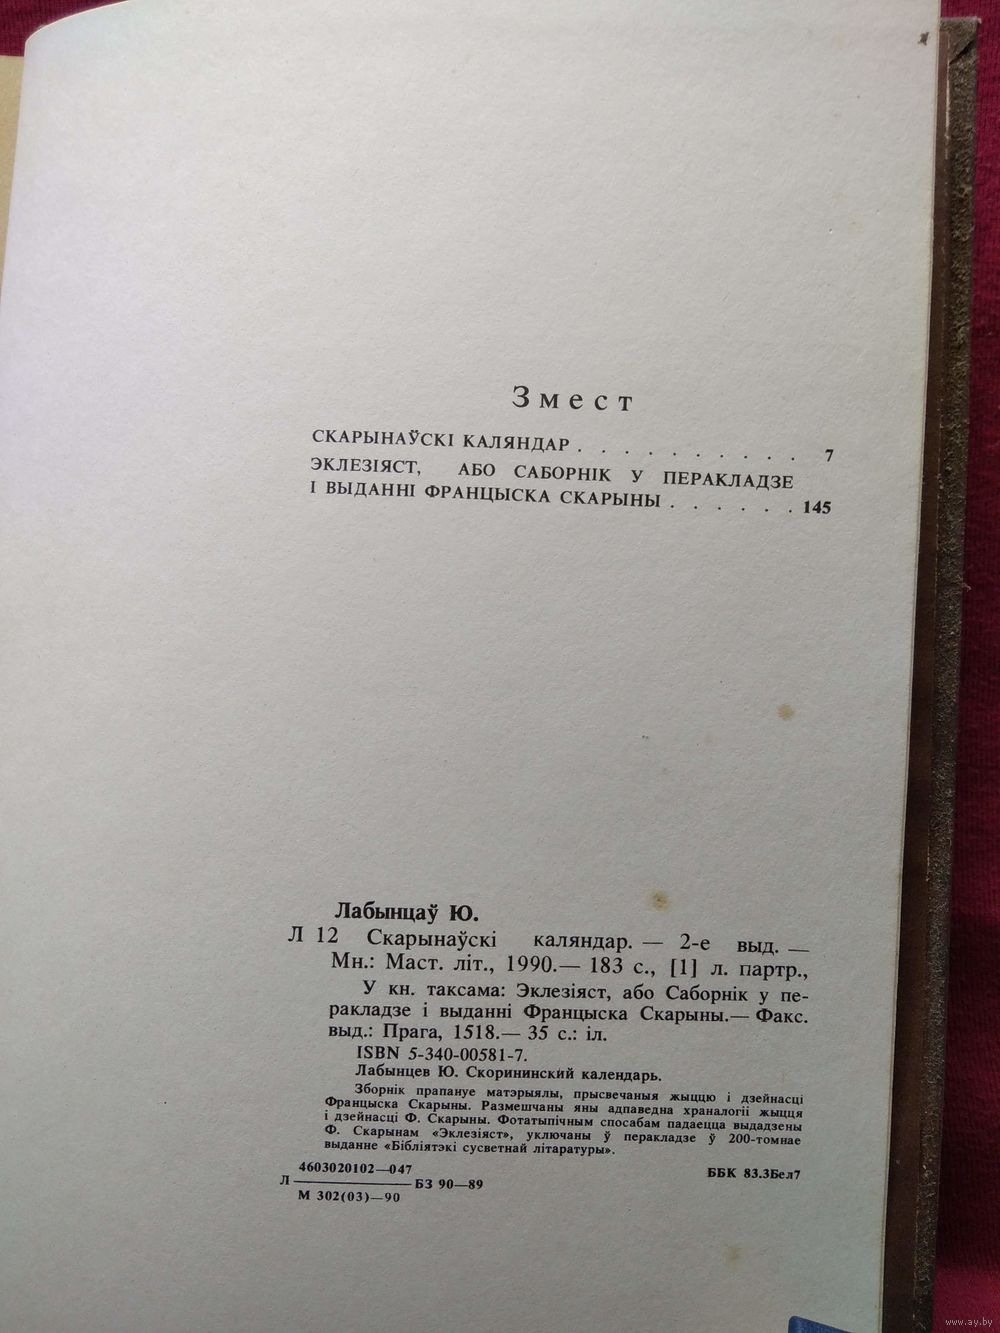 Змест
СКАРЫНАЎСКІ КАЛЯНДАР . . . . . . . . . . 7
ЭКЛЕЗІЯСТ, АБО САБОРНІК У ПЕРАКЛАДЗЕ
І ВЫДАННІ ФРАНЦЫСКА СКАРЫНЫ . . . . . . 145
Лабынцаў Ю.
Л 12 Скарынаўскі каляндар. — 2-е выд. —
Мн.: Маст. літ., 1990.— 183 с., [1] л. партр.,
У кн. таксама: Эклезіяст, або Саборнік у пе-
ракладзе і выданні Францыска Скарыны.— Факс.
выд.: Прага, 1518.— 35 с.: іл.
ISBN 5-340-00581-7.
Лабынцев Ю. Скорининский календарь.
Зборнік прапануе матэрыялы, прысвечаныя жыццю і дзейнасці
Францыска Скарыны. Размешчаны яны адпаведна храналогіі жыцця
і дзейнасці Ф. Скарыны. Фотатыпічным спосабам падаецца выдадзены
Ф. Скарынам «Эклезіяст», уключаны ў перакладзе ў 200-томнае
выданне «Бібліятэкі сусветнай літаратуры».
4603020102—047
Л ———— БЗ 90—89
М 302(03)—90
ББК 83.3Бел7
www.ay.by